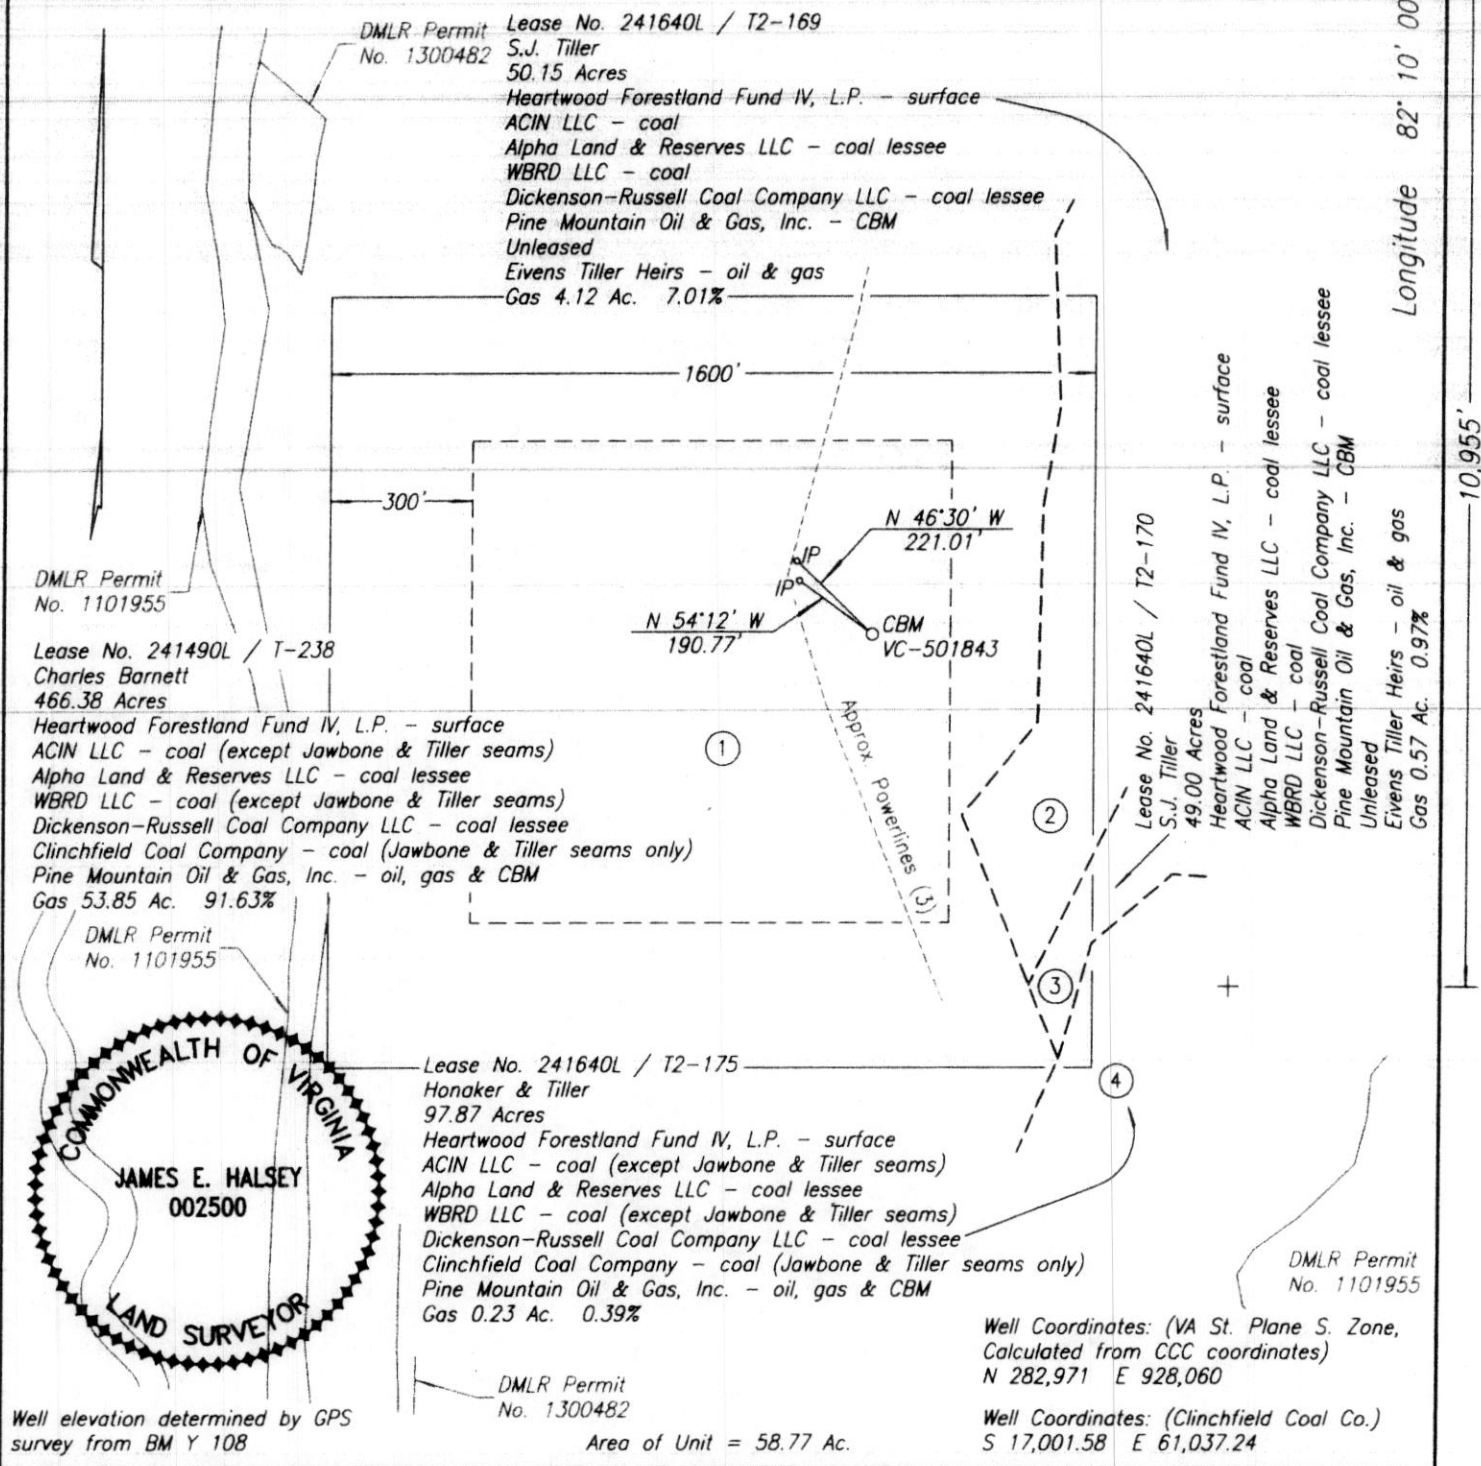 DMLR Permit
No. 1300482
Lease No. 241640L / T2-169
S.J. Tiller
50.15 Acres
Heartwood Forestland Fund IV, L.P. - surface
ACIN LLC - coal
Alpha Land & Reserves LLC - coal lessee
WBRD LLC - coal
Dickenson-Russell Coal Company LLC - coal lessee
Pine Mountain Oil & Gas, Inc. - CBM
Unleased
Eivens Tiller Heirs - oil & gas
Gas 4.12 Ac. 7.01%
Longitude 82° 10' 00
10,955'
1600'
300'
N 46°30' W
221.01'
IP
IP
N 54°12' W
190.77'
CBM
VC-501843
DMLR Permit
No. 1101955
Lease No. 241490L / T-238
Charles Barnett
466.38 Acres
Heartwood Forestland Fund IV, L.P. - surface
ACIN LLC - coal (except Jawbone & Tiller seams)
Alpha Land & Reserves LLC - coal lessee
WBRD LLC - coal (except Jawbone & Tiller seams)
Dickenson-Russell Coal Company LLC - coal lessee
Clinchfield Coal Company - coal (Jawbone & Tiller seams only)
Pine Mountain Oil & Gas, Inc. - oil, gas & CBM
Gas 53.85 Ac. 91.63%
1
Approx. Powerlines (3)
2
3
4
Lease No. 241640L / T2-170
S.J. Tiller
49.00 Acres
Heartwood Forestland Fund IV, L.P. - surface
ACIN LLC - coal
Alpha Land & Reserves LLC - coal lessee
WBRD LLC - coal
Dickenson-Russell Coal Company LLC - coal lessee
Pine Mountain Oil & Gas, Inc. - CBM
Unleased
Eivens Tiller Heirs - oil & gas
Gas 0.57 Ac. 0.97%
DMLR Permit
No. 1101955
COMMONWEALTH OF VIRGINIA
JAMES E. HALSEY
002500
LAND SURVEYOR
Lease No. 241640L / T2-175
Honaker & Tiller
97.87 Acres
Heartwood Forestland Fund IV, L.P. - surface
ACIN LLC - coal (except Jawbone & Tiller seams)
Alpha Land & Reserves LLC - coal lessee
WBRD LLC - coal (except Jawbone & Tiller seams)
Dickenson-Russell Coal Company LLC - coal lessee
Clinchfield Coal Company - coal (Jawbone & Tiller seams only)
Pine Mountain Oil & Gas, Inc. - oil, gas & CBM
Gas 0.23 Ac. 0.39%
DMLR Permit
No. 1101955
DMLR Permit
No. 1300482
Well Coordinates: (VA St. Plane S. Zone,
Calculated from CCC coordinates)
N 282,971 E 928,060
Well Coordinates: (Clinchfield Coal Co.)
S 17,001.58 E 61,037.24
Well elevation determined by GPS
survey from BM Y 108
Area of Unit = 58.77 Ac.